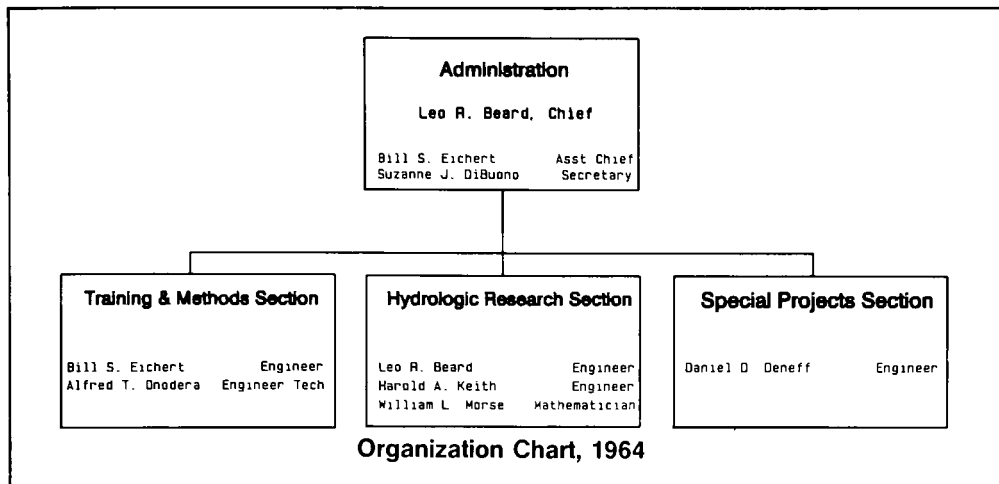 Administration
Leo R. Beard, Chief
Bill S. Eichert Asst Chief
Suzanne J. DiBuono Secretary
Training & Methods Section
Bill S. Eichert Engineer
Alfred T. Onodera Engineer Tech
Hydrologic Research Section
Leo R. Beard Engineer
Harold A. Keith Engineer
William L Morse Mathematician
Special Projects Section
Daniel D Deneff Engineer
Organization Chart, 1964